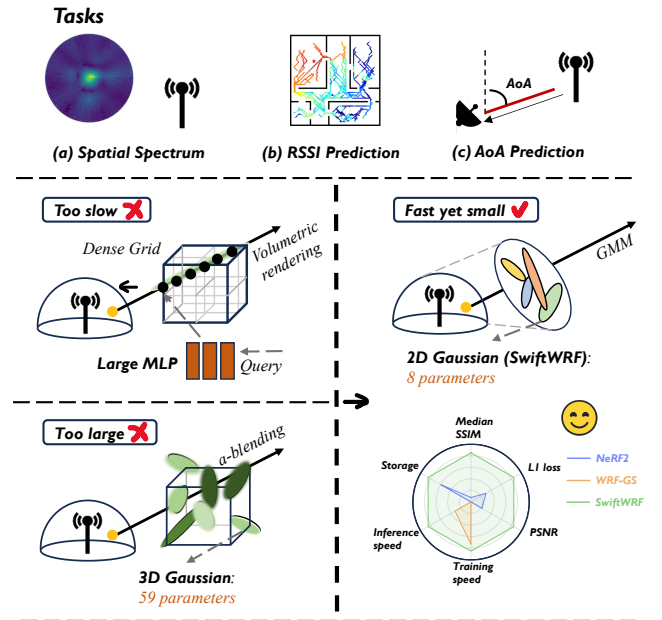 Tasks
AoA
(a) Spatial Spectrum
(b) RSSI Prediction
(c) AoA Prediction
Too slow
Dense Grid
Volumetric
rendering
Large MLP
Query
Fast yet small
GMM
2D Gaussian (SwiftWRF):
8 parameters
Too large
a-blending
3D Gaussian:
59 parameters
Median
SSIM
L1 loss
PSNR
Training
speed
Inference
speed
Storage
NeRF2
WRF-GS
SwiftWRF